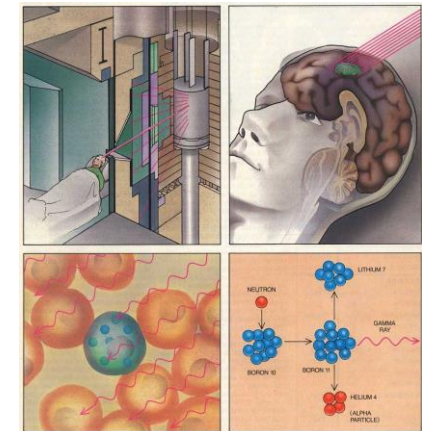 LITHIUM 7
NEUTRON
GAMMA
RAY
BORON 10
BORON 11
HELIUM 4
(ALPHA
PARTICLE)